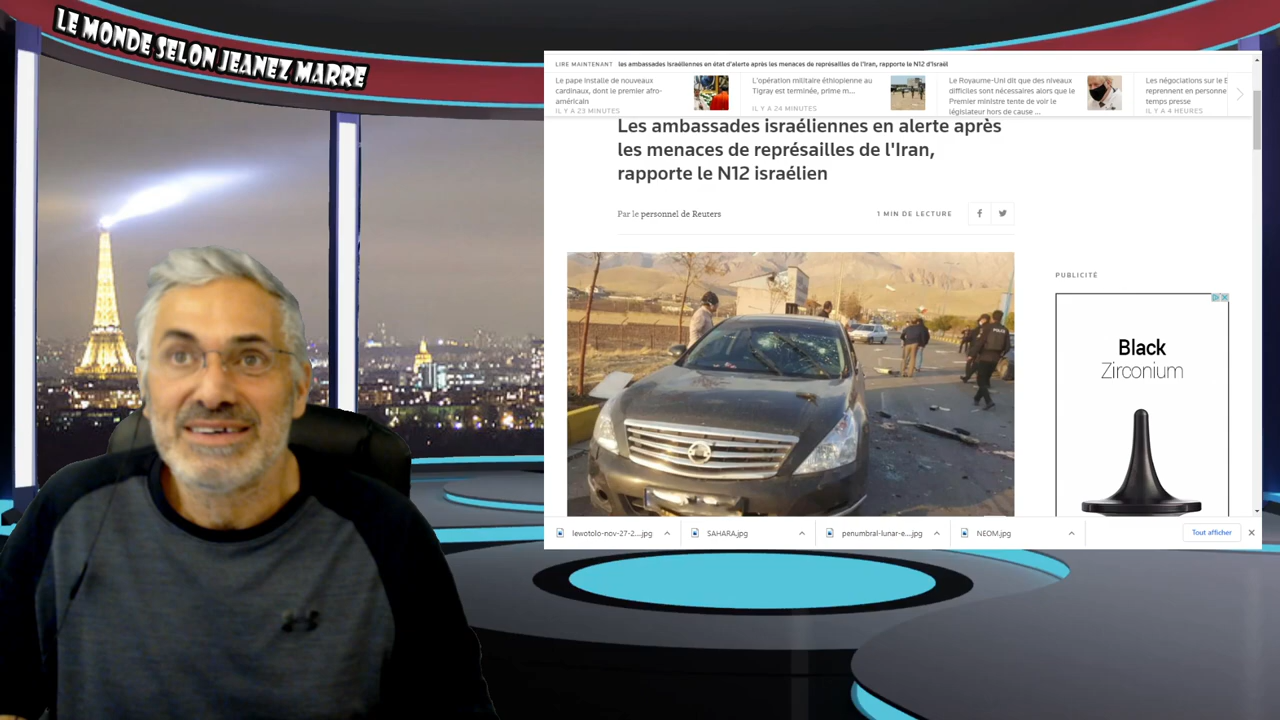 LE MONDE SELON JEANEZ MARRE
LIRE MAINTENANT
les ambassades israéliennes en état d'alerte après les menaces de représailles de l'Iran, rapporte le N12 d'Israël
Le pape installe de nouveaux
cardinaux, dont le premier afro-
américain
IL Y A 23 MINUTES
L'opération militaire éthiopienne au
Tigray est terminée, prime m...
IL Y A 24 MINUTES
Le Royaume-Uni dit que des niveaux
difficiles sont nécessaires alors que le
Premier ministre tente de voir le
législateur hors de cause ...
Les négociations sur le B
reprennent en personne
temps presse
IL Y A 4 HEURES
Les ambassades israéliennes en alerte après
les menaces de représailles de l'Iran,
rapporte le N12 israélien
Par le personnel de Reuters
1 MIN DE LECTURE
PUBLICITÉ
Black
Zirconium
lewotolo-nov-27-2....jpg
SAHARA.jpg
penumbral-lunar-e....jpg
NEOM.jpg
Tout afficher